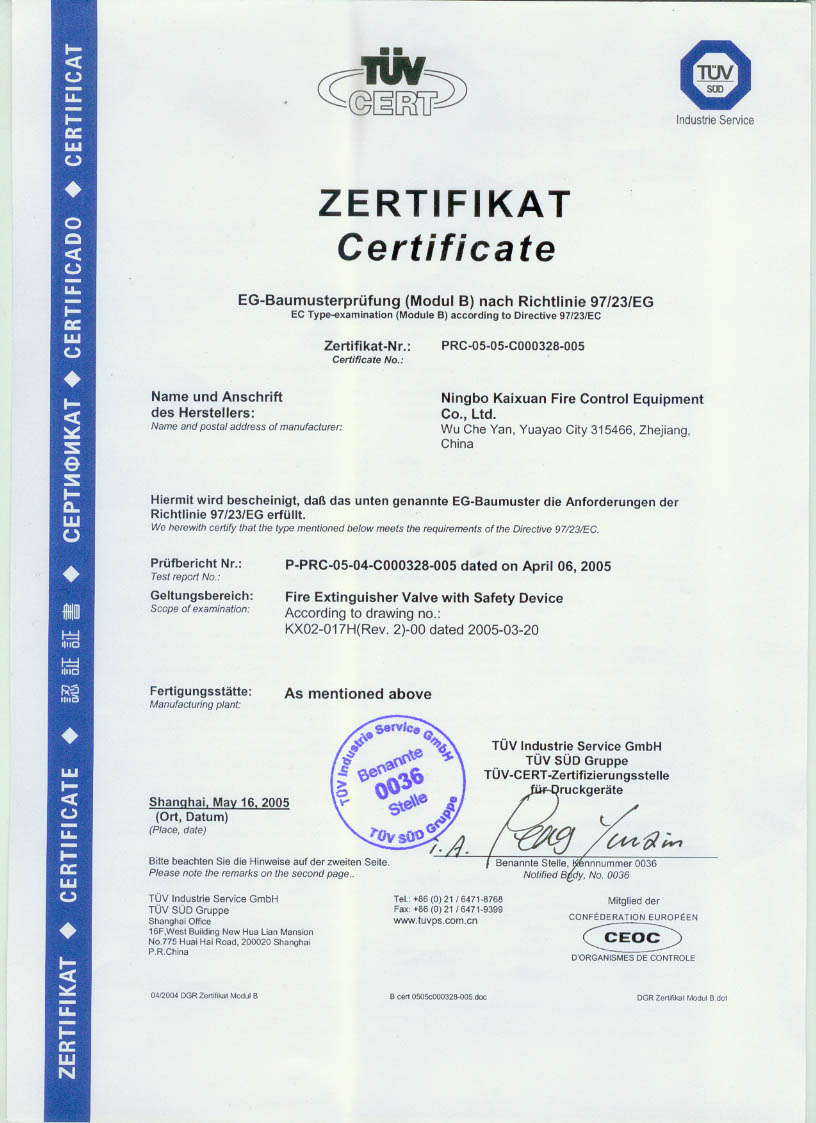 TÜV
CERT
TÜV
SÜD
Industrie Service
ZERTIFIKAT ◆ CERTIFICATE ◆ 認証証書 ◆ СЕРТИФИКАТ ◆ CERTIFICADO ◆ CERTIFICAT
ZERTIFIKAT
Certificate
EG-Baumusterprüfung (Modul B) nach Richtlinie 97/23/EG
EC Type-examination (Module B) according to Directive 97/23/EC
Zertifikat-Nr.: PRC-05-05-C000328-005
Certificate No.:
Name und Anschrift
des Herstellers:
Name and postal address of manufacturer:
Ningbo Kaixuan Fire Control Equipment
Co., Ltd.
Wu Che Yan, Yuayao City 315466, Zhejiang,
China
Hiermit wird bescheinigt, daß das unten genannte EG-Baumuster die Anforderungen der
Richtlinie 97/23/EG erfüllt.
We herewith certify that the type mentioned below meets the requirements of the Directive 97/23/EC.
Prüfbericht Nr.: P-PRC-05-04-C000328-005 dated on April 06, 2005
Test report No.:
Geltungsbereich: Fire Extinguisher Valve with Safety Device
Scope of examination: According to drawing no.:
KX02-017H(Rev. 2)-00 dated 2005-03-20
Fertigungsstätte: As mentioned above
Manufacturing plant:
TÜV Industrie Service GmbH
Benannte
0036
Stelle
TÜV SÜD Gruppe
TÜV Industrie Service GmbH
TÜV SÜD Gruppe
TÜV-CERT-Zertifizierungsstelle
für Druckgeräte
Shanghai, May 16, 2005
(Ort, Datum)
(Place, date)
i.A.
Benannte Stelle, Kennnummer 0036
Notified Body, No. 0036
Bitte beachten Sie die Hinweise auf der zweiten Seite.
Please note the remarks on the second page..
TÜV Industrie Service GmbH
TÜV SÜD Gruppe
Shanghai Office
16F,West Building New Hua Lian Mansion
No.775 Huai Hai Road, 200020 Shanghai
P.R.China
Tel.: +86 (0) 21 / 6471-8768
Fax: +86 (0) 21 / 6471-9399
www.tuvps.com.cn
Mitglied der
CONFÉDERATION EUROPÉEN
CEOC
D'ORGANISMES DE CONTROLE
04/2004 DGR Zertifikat Modul B
B cert 0505c000328-005.doc
DGR Zertifikat Modul B.dot